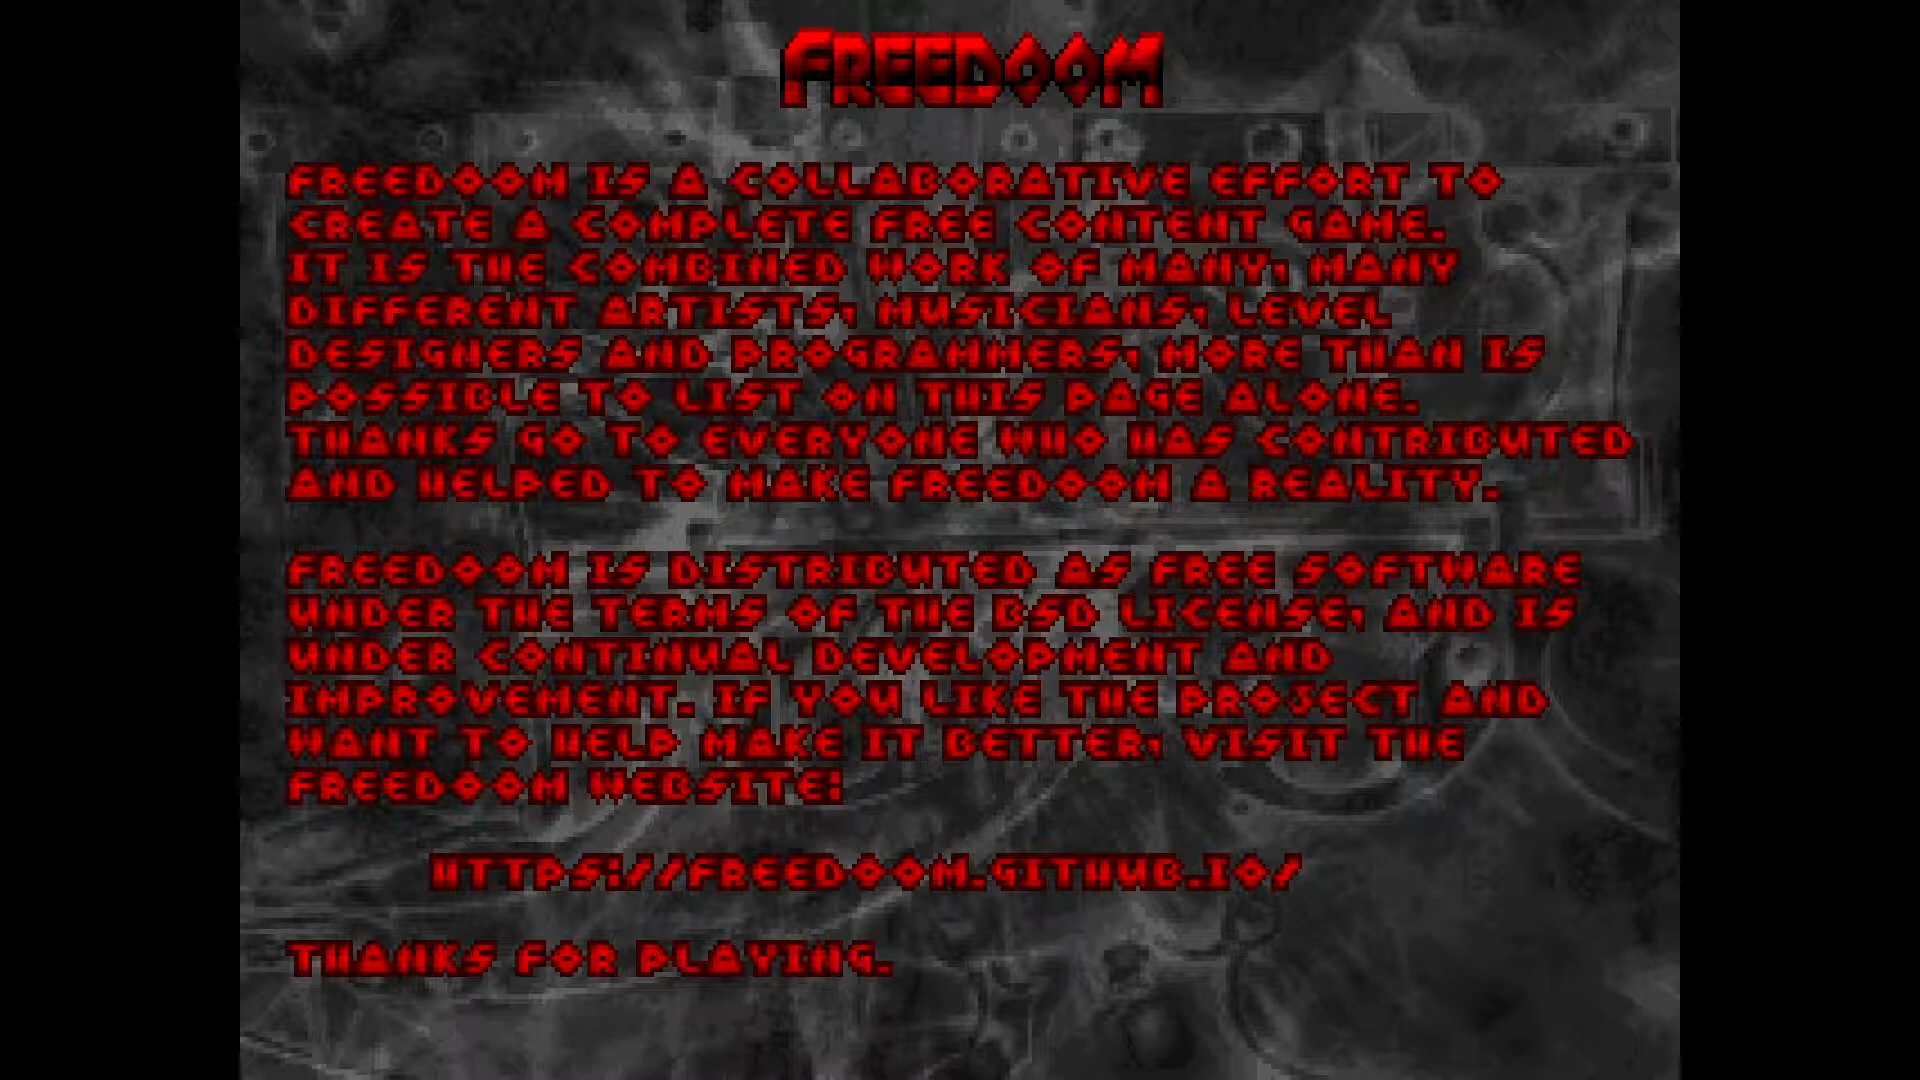 FREEDOOM
FREEDOOM IS A COLLABORATIVE EFFORT TO
CREATE A COMPLETE FREE CONTENT GAME.
IT IS THE COMBINED WORK OF MANY, MANY
DIFFERENT ARTISTS, MUSICIANS, LEVEL
DESIGNERS AND PROGRAMMERS, MORE THAN IS
POSSIBLE TO LIST ON THIS PAGE ALONE.
THANKS GO TO EVERYONE WHO HAS CONTRIBUTED
AND HELPED TO MAKE FREEDOOM A REALITY.
FREEDOOM IS DISTRIBUTED AS FREE SOFTWARE
UNDER THE TERMS OF THE BSD LICENSE, AND IS
UNDER CONTINUAL DEVELOPMENT AND
IMPROVEMENT. IF YOU LIKE THE PROJECT AND
WANT TO HELP MAKE IT BETTER, VISIT THE
FREEDOOM WEBSITE:
HTTPS://FREEDOOM.GITHUB.IO/
THANKS FOR PLAYING.